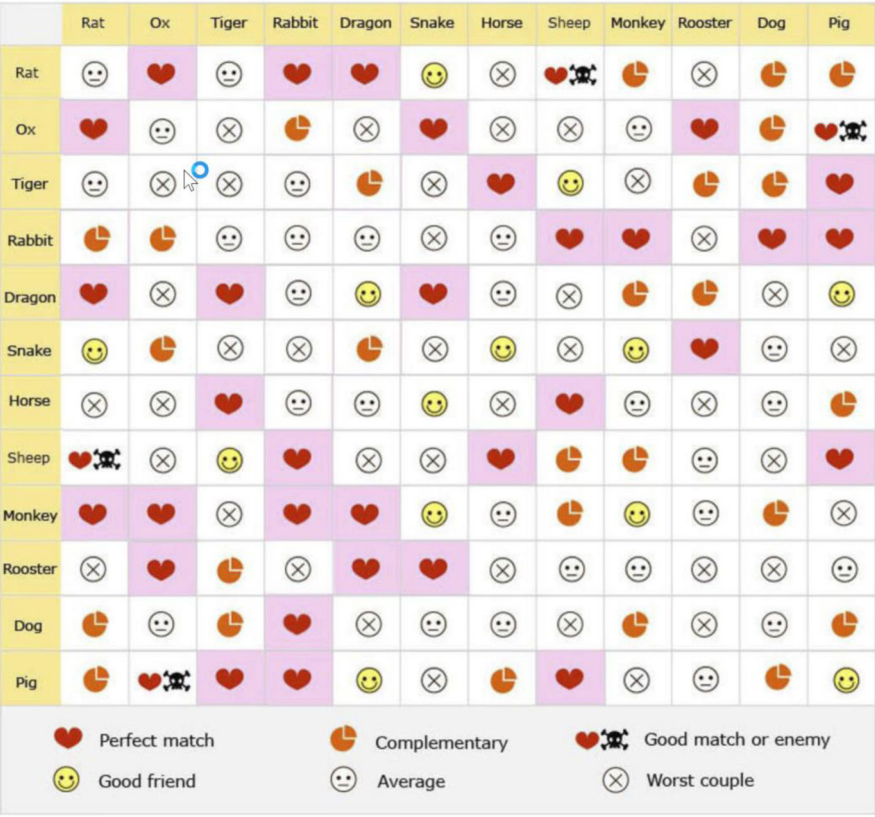 Rat Ox Tiger Rabbit Dragon Snake Horse Sheep Monkey Rooster Dog Pig
Rat
Ox
Tiger
Rabbit
Dragon
Snake
Horse
Sheep
Monkey
Rooster
Dog
Pig
Perfect match Complementary Good match or enemy
Good friend Average Worst couple